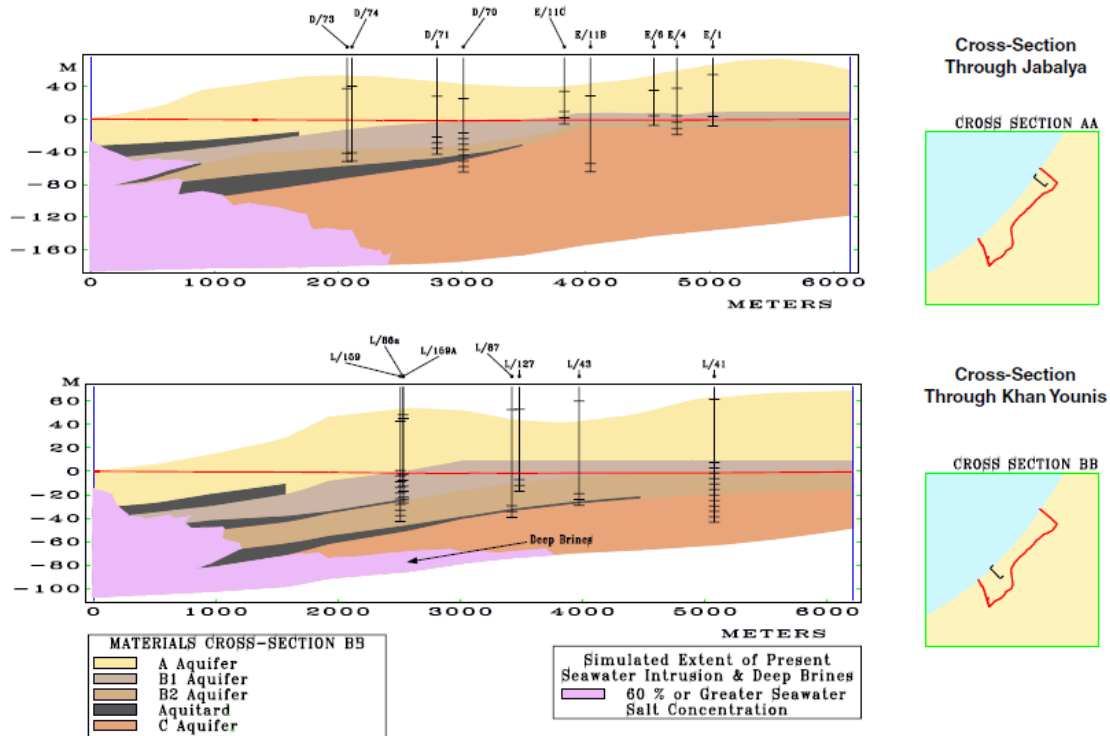 D/73
D/74
D/71
D/70
E/11C
E/11B
E/6
E/4
E/1
M
40
0
-40
-80
-120
-160
0 1000 2000 3000 4000 5000 6000
METERS
Cross-Section
Through Jabalya
CROSS SECTION AA
L/159
L/86a
L/159A
L/87
L/127
L/43
L/41
M
60
40
20
0
-20
-40
-60
-80
-100
Deep Brines
0 1000 2000 3000 4000 5000 6000
METERS
Cross-Section
Through Khan Younis
CROSS SECTION BB
MATERIALS CROSS-SECTION BB
A Aquifer
B1 Aquifer
B2 Aquifer
Aquitard
C Aquifer
Simulated Extent of Present
Seawater Intrusion & Deep Brines
60 % or Greater Seawater
Salt Concentration